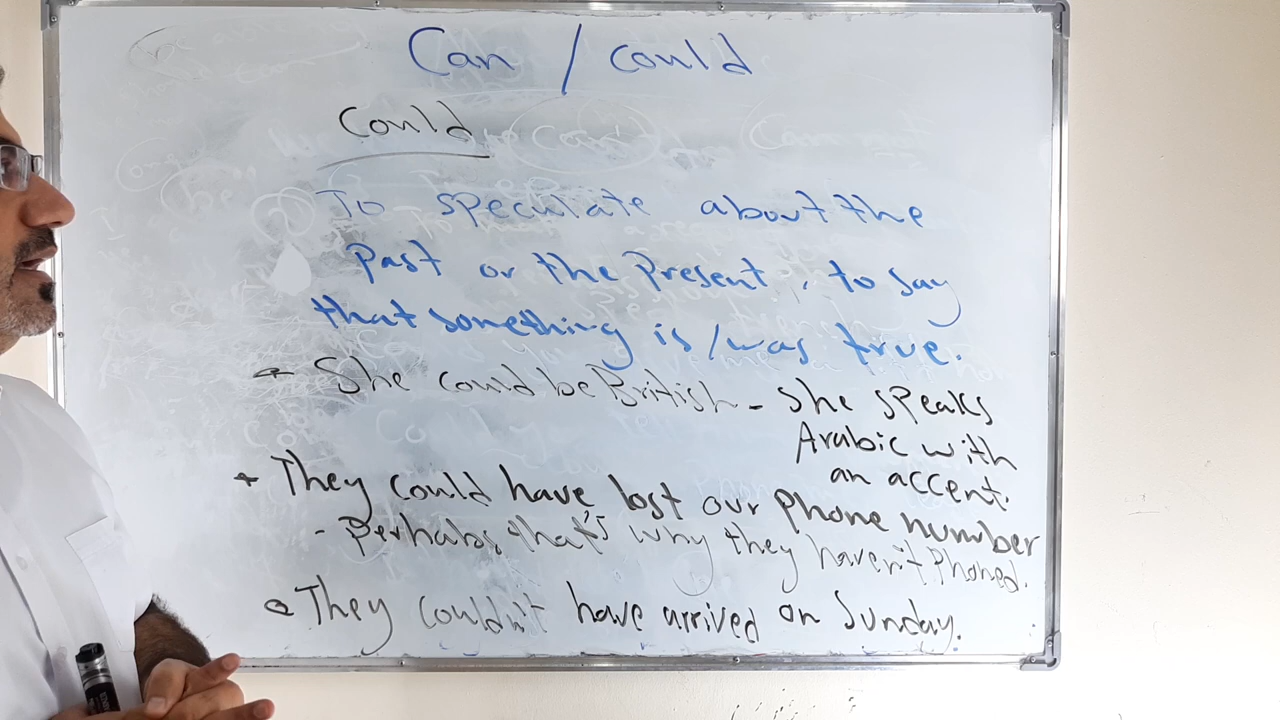 Can / could
Could
To speculate about the
past or the present, to say
that something is/was true.
- She could be British - she speaks
Arabic with
an accent.
They could have lost our phone number
- perhaps that's why they haven't phoned.
They couldn't have arrived on Sunday.